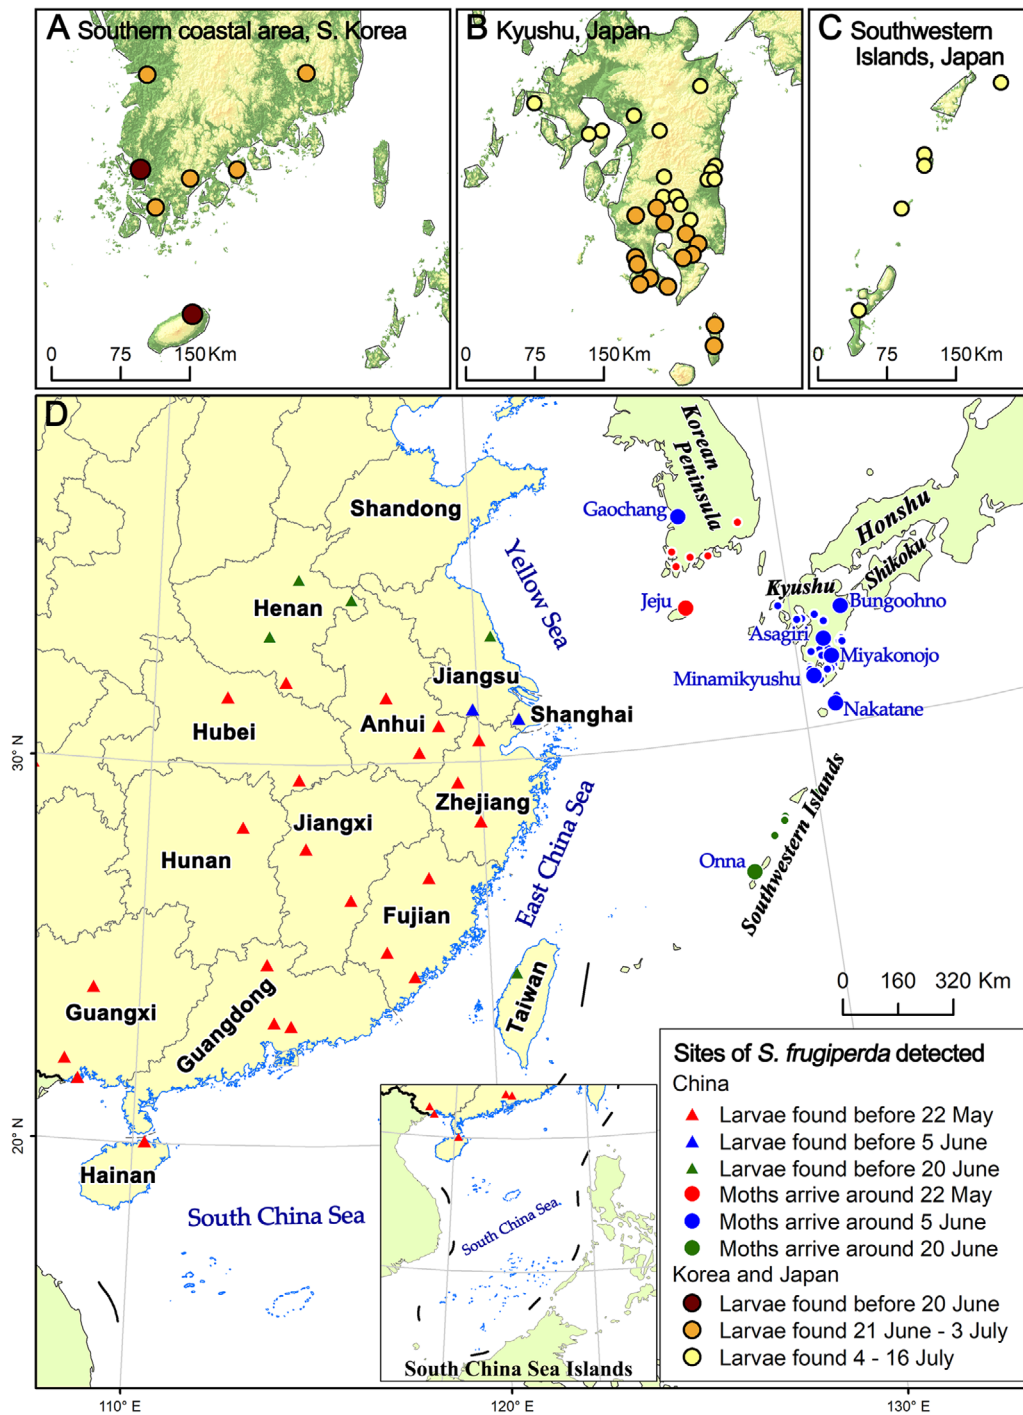 A Southern coastal area, S. Korea
0 75 150 Km
B Kyushu, Japan
0 75 150 Km
C Southwestern
Islands, Japan
0 75 150 Km
D
Shandong
Henan
Jiangsu
Shanghai
Hubei
Anhui
Zhejiang
Jiangxi
Hunan
Fujian
Guangxi
Guangdong
Taiwan
Hainan
Yellow Sea
East China Sea
South China Sea
Korean
Peninsula
Gaochang
Jeju
Honshu
Shikoku
Kyushu
Bungoohno
Asagiri
Miyakonojo
Minamikyushu
Nakatane
Onna
Southwestern Islands
0 160 320 Km
30° N
20° N
110° E
120° E
130° E
South China Sea
South China Sea Islands
Sites of S. frugiperda detected
China
Larvae found before 22 May
Larvae found before 5 June
Larvae found before 20 June
Moths arrive around 22 May
Moths arrive around 5 June
Moths arrive around 20 June
Korea and Japan
Larvae found before 20 June
Larvae found 21 June - 3 July
Larvae found 4 - 16 July